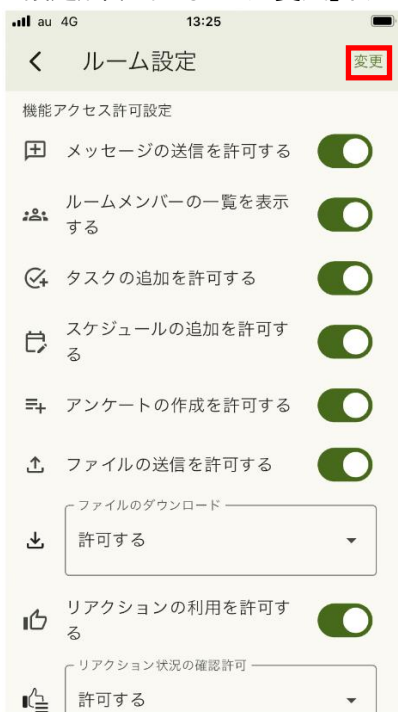 au 4G 13:25
ルーム設定 変更
機能アクセス許可設定
メッセージの送信を許可する
ルームメンバーの一覧を表示
する
タスクの追加を許可する
スケジュールの追加を許可す
る
アンケートの作成を許可する
ファイルの送信を許可する
ファイルのダウンロード
許可する
リアクションの利用を許可す
る
リアクション状況の確認許可
許可する